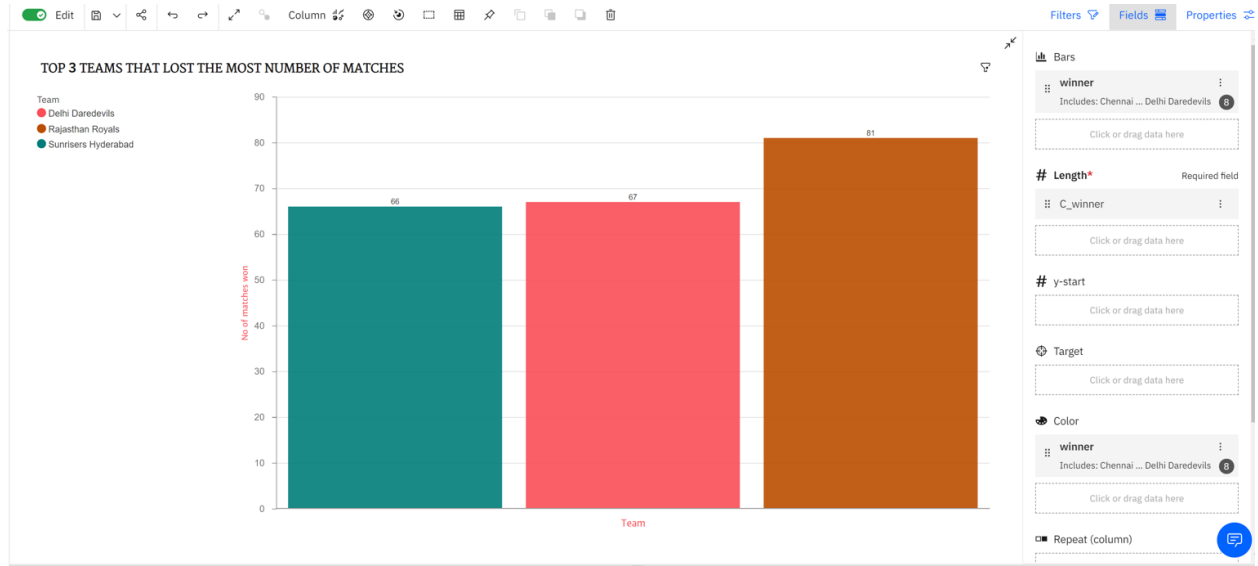 Edit
Column
Filters
Fields
Properties
TOP 3 TEAMS THAT LOST THE MOST NUMBER OF MATCHES
Team
Delhi Daredevils
Rajasthan Royals
Sunrisers Hyderabad
90
80
70
60
50
40
30
20
10
0
No of matches won
66
67
81
Team
Bars
winner
Includes: Chennai ... Delhi Daredevils 8
Click or drag data here
# Length* Required field
C_winner
Click or drag data here
# y-start
Click or drag data here
Target
Click or drag data here
Color
winner
Includes: Chennai ... Delhi Daredevils 8
Click or drag data here
Repeat (column)